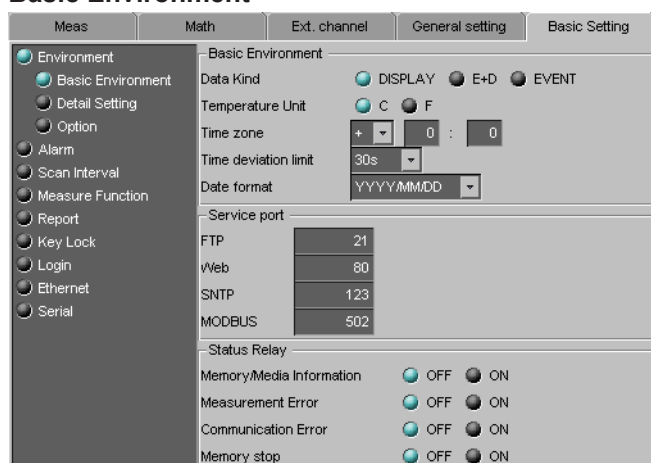 Basic Environment
Meas Math Ext. channel General setting Basic Setting
Environment
Basic Environment
Detail Setting
Option
Alarm
Scan Interval
Measure Function
Report
Key Lock
Login
Ethernet
Serial
Basic Environment
Data Kind DISPLAY E+D EVENT
Temperature Unit C F
Time zone + 0 : 0
Time deviation limit 30s
Date format YYYY/MM/DD
Service port
FTP 21
Web 80
SNTP 123
MODBUS 502
Status Relay
Memory/Media Information OFF ON
Measurement Error OFF ON
Communication Error OFF ON
Memory stop OFF ON